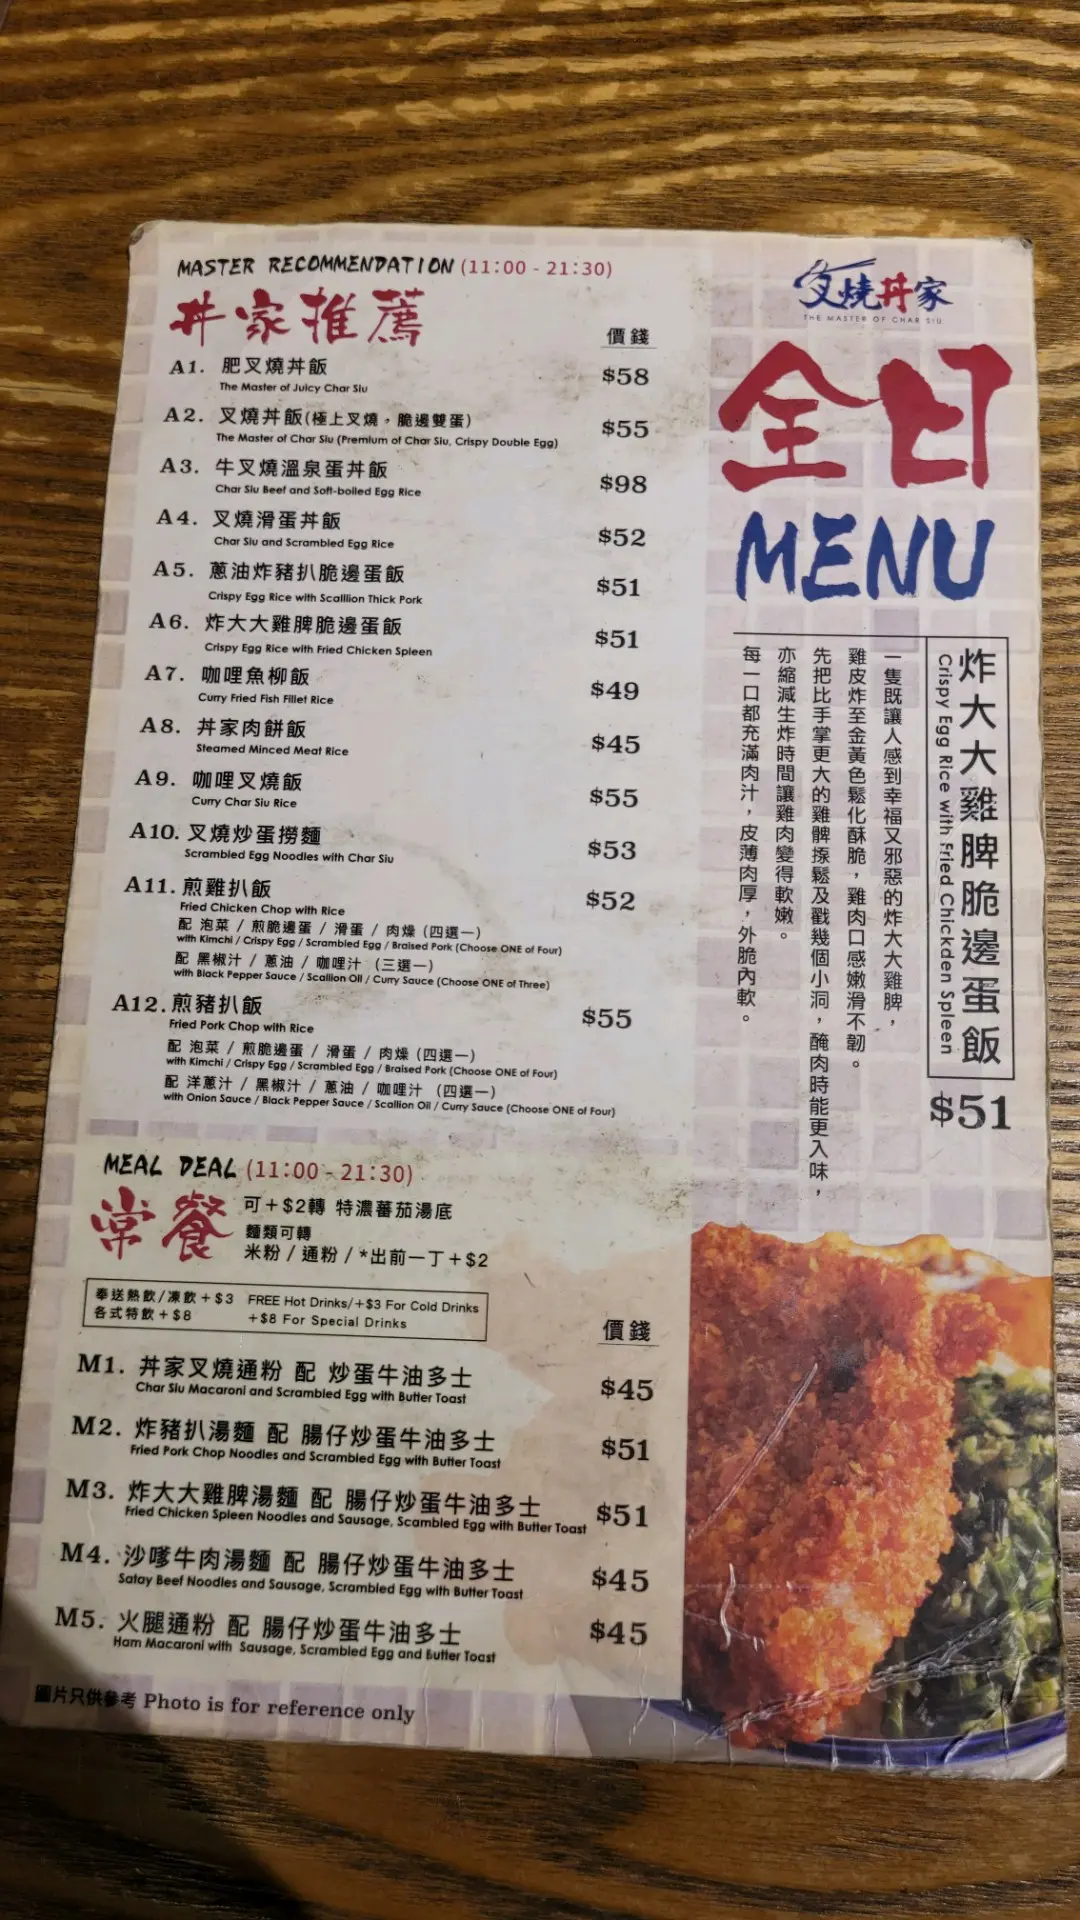 MASTER RECOMMENDATION (11:00 - 21:30)
丼家推薦
價錢
A1. 肥叉燒丼飯 $58
The Master of Juicy Char Siu
A2. 叉燒丼飯(極上叉燒,脆邊雙蛋) $55
The Master of Char Siu (Premium of Char Siu, Crispy Double Egg)
A3. 牛叉燒溫泉蛋丼飯 $98
Char Siu Beef and Soft-boiled Egg Rice
A4. 叉燒滑蛋丼飯 $52
Char Siu and Scrambled Egg Rice
A5. 蔥油炸豬扒脆邊蛋飯 $51
Crispy Egg Rice with Scalllion Thick Pork
A6. 炸大大雞脾脆邊蛋飯 $51
Crispy Egg Rice with Fried Chicken Spleen
A7. 咖哩魚柳飯 $49
Curry Fried Fish Fillet Rice
A8. 丼家肉餅飯 $45
Steamed Minced Meat Rice
A9. 咖哩叉燒飯 $55
Curry Char Siu Rice
A10. 叉燒炒蛋撈麵 $53
Scrambled Egg Noodles with Char Siu
A11. 煎雞扒飯 $52
Fried Chicken Chop with Rice
配 泡菜 / 煎脆邊蛋 / 滑蛋 / 肉燥 (四選一)
with Kimchi / Crispy Egg / Scrambled Egg / Braised Pork (Choose ONE of Four)
配 黑椒汁 / 蔥油 / 咖哩汁 (三選一)
with Black Pepper Sauce / Scallion Oil / Curry Sauce (Choose ONE of Three)
A12. 煎豬扒飯 $55
Fried Pork Chop with Rice
配 泡菜 / 煎脆邊蛋 / 滑蛋 / 肉燥 (四選一)
with Kimchi / Crispy Egg / Scrambled Egg / Braised Pork (Choose ONE of Four)
配 洋蔥汁 / 黑椒汁 / 蔥油 / 咖哩汁 (四選一)
with Onion Sauce / Black Pepper Sauce / Scallion Oil / Curry Sauce (Choose ONE of Four)
MEAL DEAL (11:00 - 21:30)
常餐
可+$2轉 特濃蕃茄湯底
麵類可轉
米粉 / 通粉 / *出前一丁+$2
奉送熱飲/凍飲+$3 FREE Hot Drinks/+$3 For Cold Drinks
各式特飲+$8 +$8 For Special Drinks
價錢
M1. 丼家叉燒通粉 配 炒蛋牛油多士 $45
Char Siu Macaroni and Scrambled Egg with Butter Toast
M2. 炸豬扒湯麵 配 腸仔炒蛋牛油多士 $51
Fried Pork Chop Noodles and Scrambled Egg with Butter Toast
M3. 炸大大雞脾湯麵 配 腸仔炒蛋牛油多士 $51
Fried Chicken Spleen Noodles and Sausage, Scambled Egg with Butter Toast
M4. 沙嗲牛肉湯麵 配 腸仔炒蛋牛油多士 $45
Satay Beef Noodles and Sausage, Scrambled Egg with Butter Toast
M5. 火腿通粉 配 腸仔炒蛋牛油多士 $45
Ham Macaroni with Sausage, Scrambled Egg and Butter Toast
圖片只供參考 Photo is for reference only
叉燒丼家
THE MASTER OF CHAR SIU
全日
MENU
炸大大雞脾脆邊蛋飯
Crispy Egg Rice with Fried Chickden Spleen
$51
一隻既讓人感到幸福又邪惡的炸大大雞脾,
雞皮炸至金黃色鬆化酥脆,雞肉口感嫩滑不韌。
先把比手掌更大的雞髀㨆鬆及戳幾個小洞,醃肉時能更入味,
亦縮減生炸時間讓雞肉變得軟嫩。
每一口都充滿肉汁,皮薄肉厚,外脆內軟。